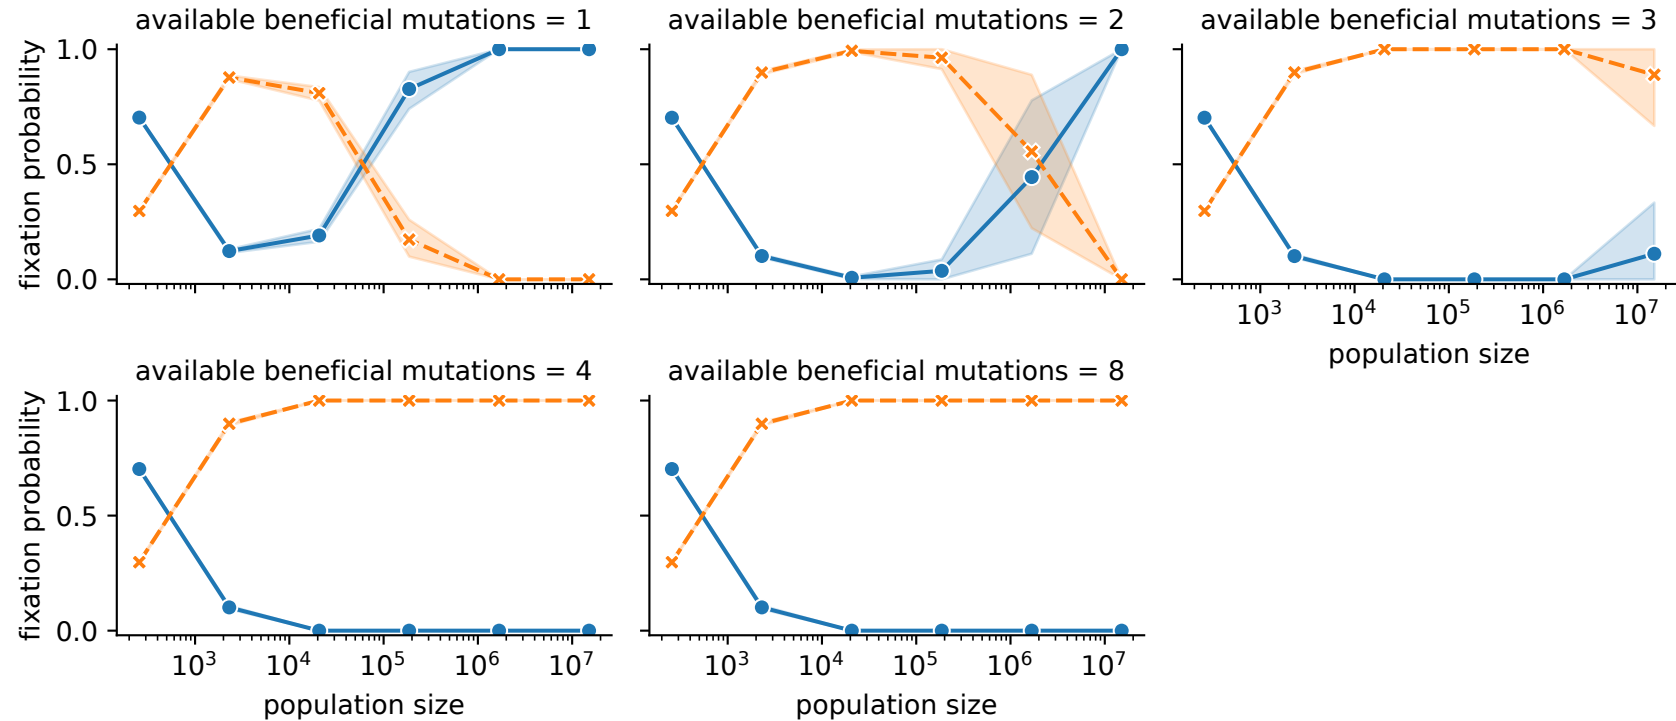 available beneficial mutations = 1
available beneficial mutations = 2
available beneficial mutations = 3
fixation probability
1.0
0.5
0.0
10³ 10⁴ 10⁵ 10⁶ 10⁷
population size
available beneficial mutations = 4
available beneficial mutations = 8
fixation probability
1.0
0.5
0.0
10³ 10⁴ 10⁵ 10⁶ 10⁷
10³ 10⁴ 10⁵ 10⁶ 10⁷
population size
population size